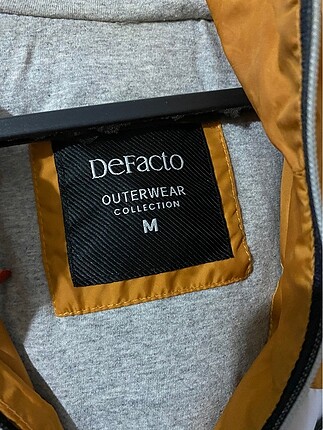 DeFacto
OUTERWEAR
COLLECTION
M